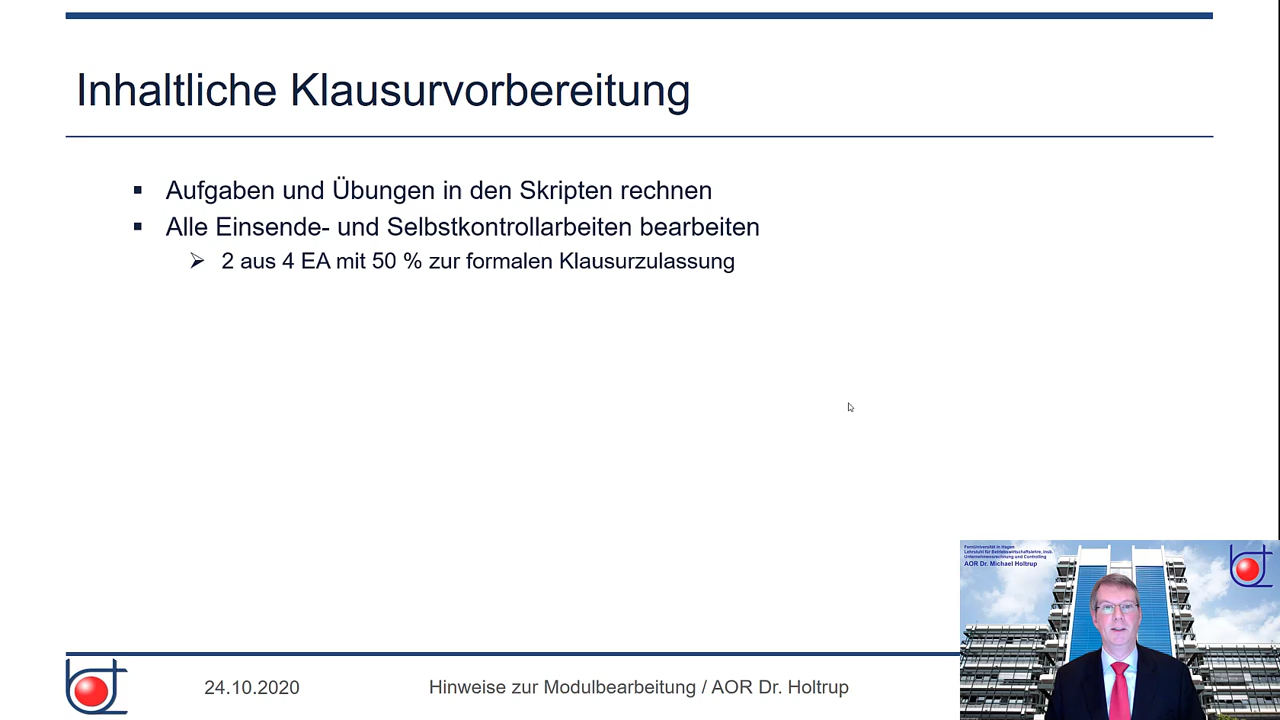 Inhaltliche Klausurvorbereitung
Aufgaben und Übungen in den Skripten rechnen
Alle Einsende- und Selbstkontrollarbeiten bearbeiten
2 aus 4 EA mit 50 % zur formalen Klausurzulassung
FernUniversität in Hagen
Lehrstuhl für Betriebswirtschaftslehre, insb.
Unternehmensrechnung und Controlling
AOR Dr. Michael Holtrup
24.10.2020
Hinweise zur Modulbearbeitung / AOR Dr. Holtrup